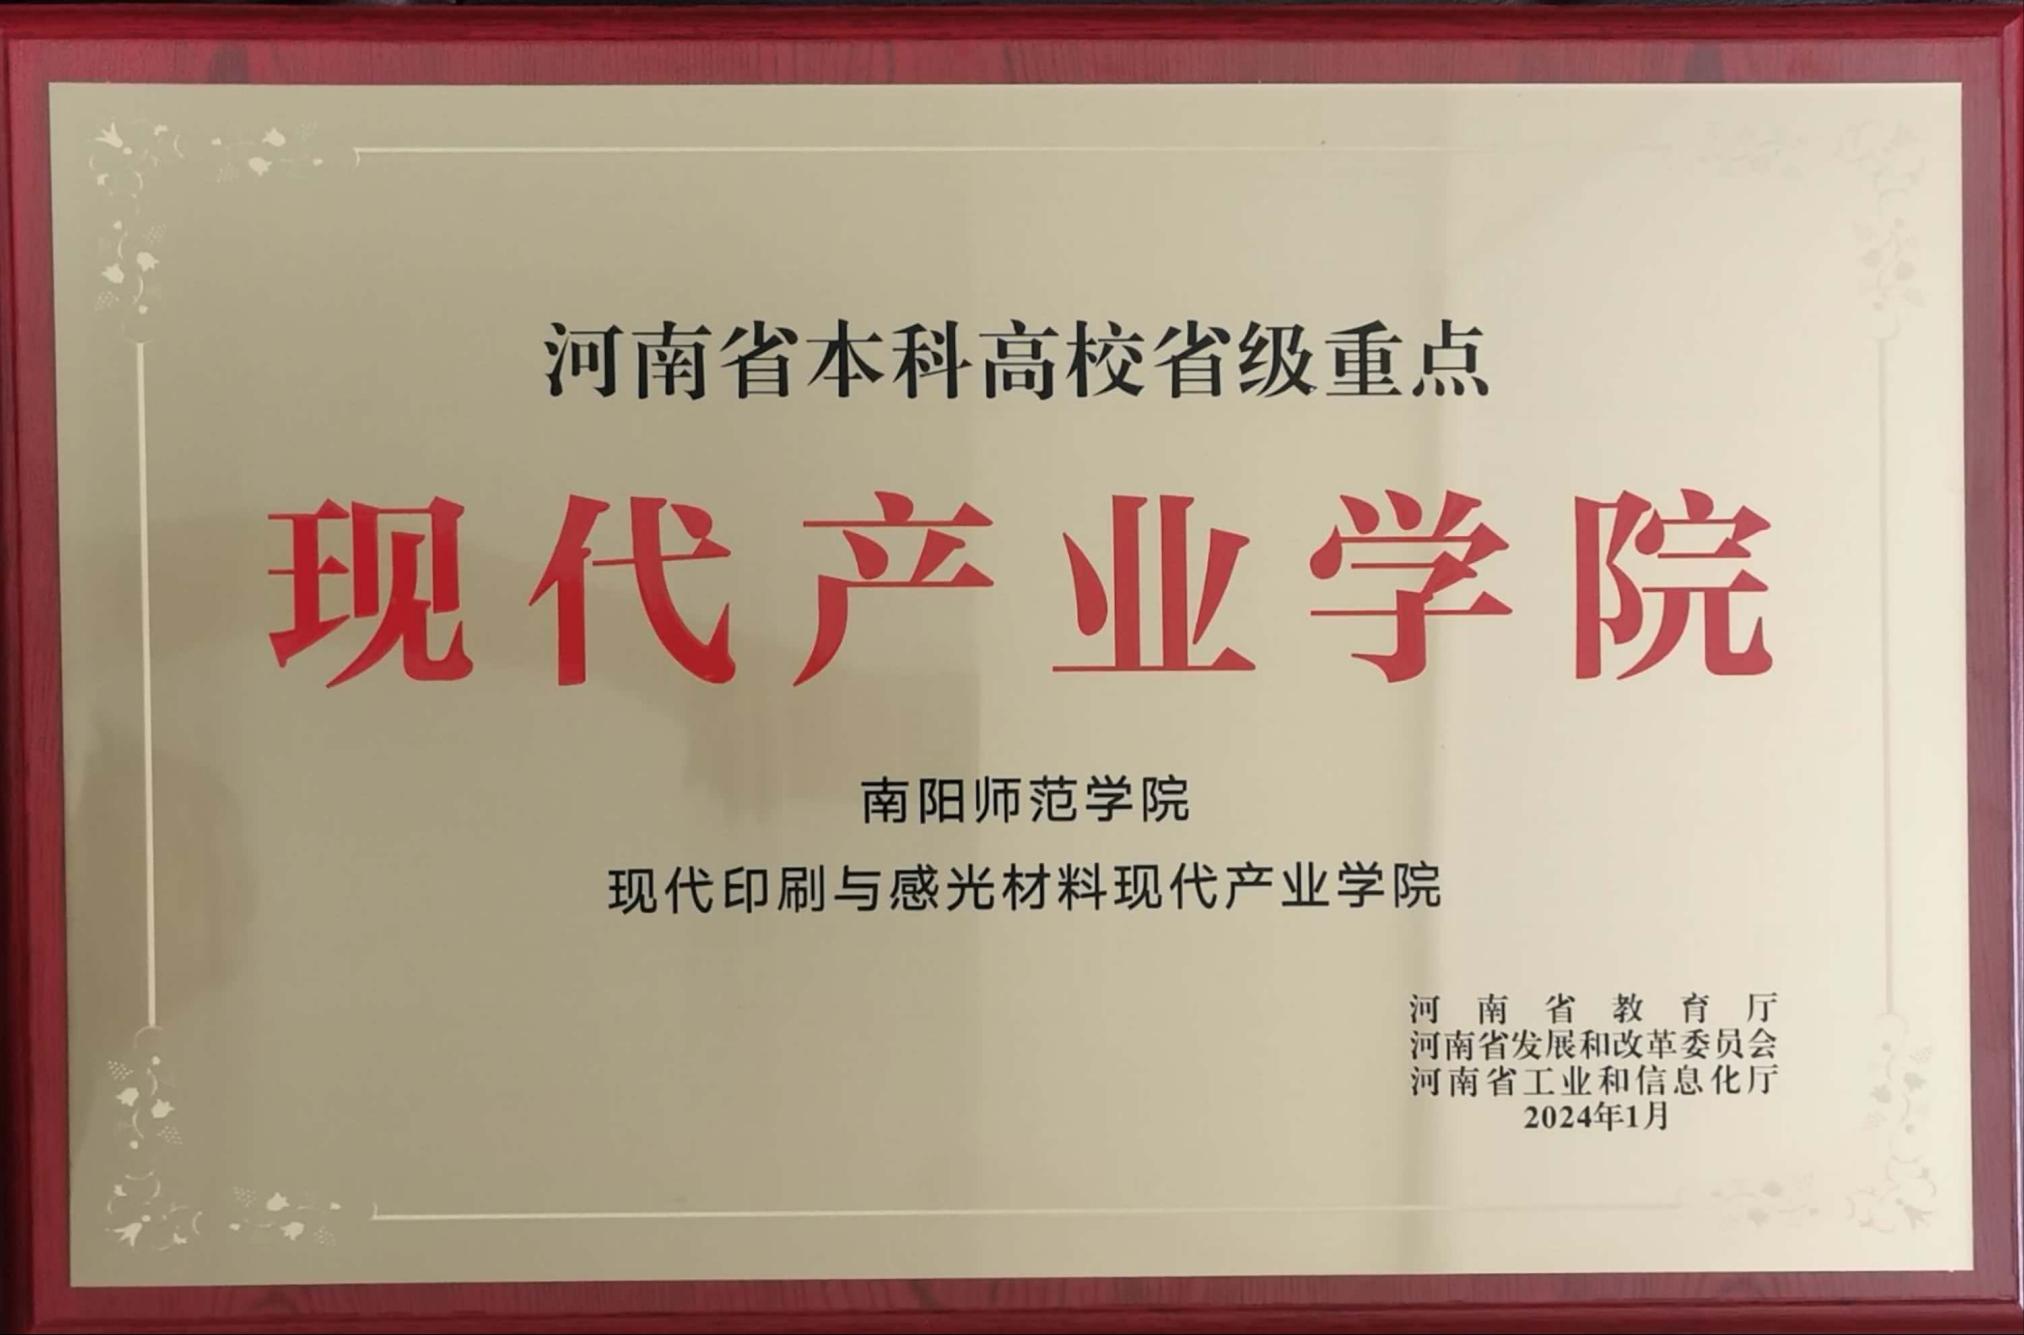 河南省本科高校省级重点
现代产业学院
南阳师范学院
现代印刷与感光材料现代产业学院
河南省教育厅
河南省发展和改革委员会
河南省工业和信息化厅
2024年1月